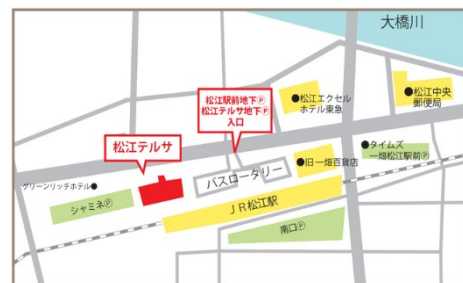 大橋川
松江駅前地下Ⓟ
松江テルサ地下Ⓟ
入口
●松江エクセル
ホテル東急
●松江中央
郵便局
松江テルサ
●タイムズ
一畑松江駅前Ⓟ
●旧 一畑百貨店
バスロータリー
グリーンリッチホテル●
シャミネⓅ
JR松江駅
南口Ⓟ